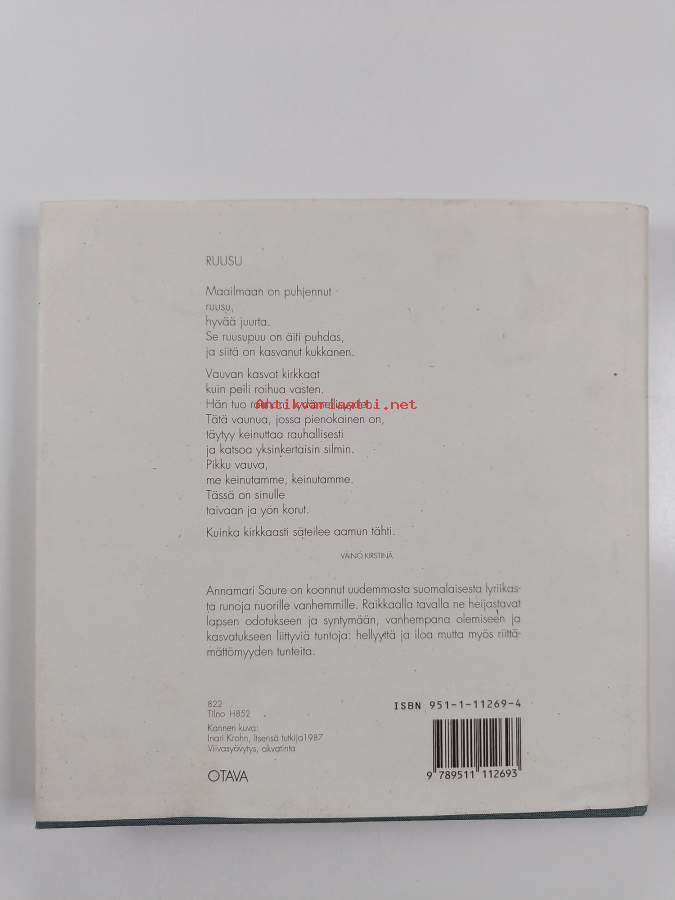 RUUSU
Maailmaan on puhjennut
ruusu,
hyvää juurta.
Se ruusupuu on äiti puhdas,
ja siitä on kasvanut kukkanen.
Vauvan kasvot kirkkaat
kuin peili roihua vasten.
Hän tuo
Antikvariaatti.net
Tätä vaunua, jossa pienokainen on,
täytyy keinuttaa rauhallisesti
ja katsoa yksinkertaisin silmin.
Pikku vauva,
me keinutamme, keinutamme.
Tässä on sinulle
taivaan ja yön korut.
Kuinka kirkkaasti säteilee aamun tähti.
VÄINÖ KIRSTINÄ
Annamari Saure on koonnut uudemmasta suomalaisesta lyriikas-
ta runoja nuorille vanhemmille. Raikkaalla tavalla ne heijastavat
lapsen odotukseen ja syntymään, vanhempana olemiseen ja
kasvatukseen liittyviä tuntoja: hellyyttä ja iloa mutta myös riittä-
mättömyyden tunteita.
822
Tilno H852
Kannen kuva:
Inari Krohn, Itsensä tutkija1987
Viivasyövytys, akvatinta
OTAVA
ISBN 951-1-11269-4
9 789511 112693